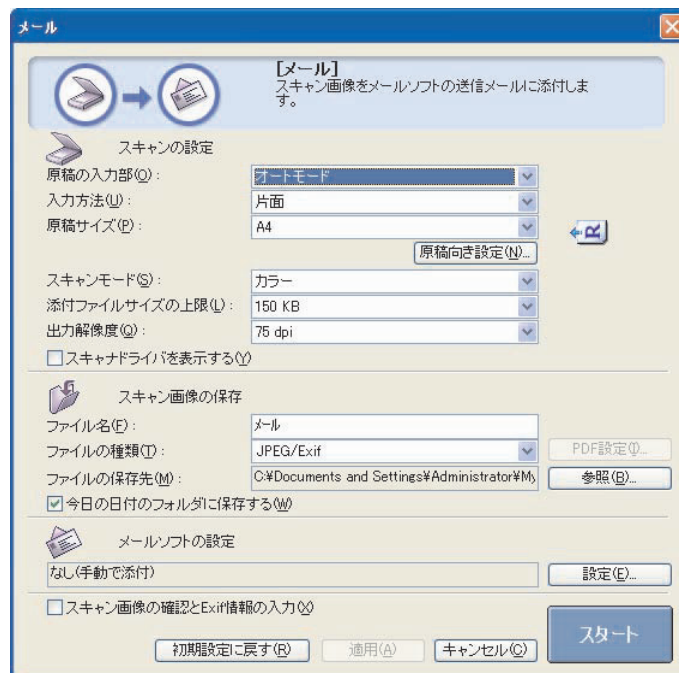 メール
[メール]
スキャン画像をメールソフトの送信メールに添付しま
す。
スキャンの設定
原稿の入力部(O): オートモード
入力方法(U): 片面
原稿サイズ(P): A4
R
原稿向き設定(N)...
スキャンモード(S): カラー
添付ファイルサイズの上限(L): 150 KB
出力解像度(Q): 75 dpi
スキャナドライバを表示する(Y)
スキャン画像の保存
ファイル名(F): メール
ファイルの種類(T): JPEG/Exif PDF設定(I)...
ファイルの保存先(M): C:¥Documents and Settings¥Administrator¥My 参照(B)...
今日の日付のフォルダに保存する(W)
メールソフトの設定
なし(手動で添付) 設定(E)...
スキャン画像の確認とExif情報の入力(X)
スタート
初期設定に戻す(R) 適用(A) キャンセル(C)